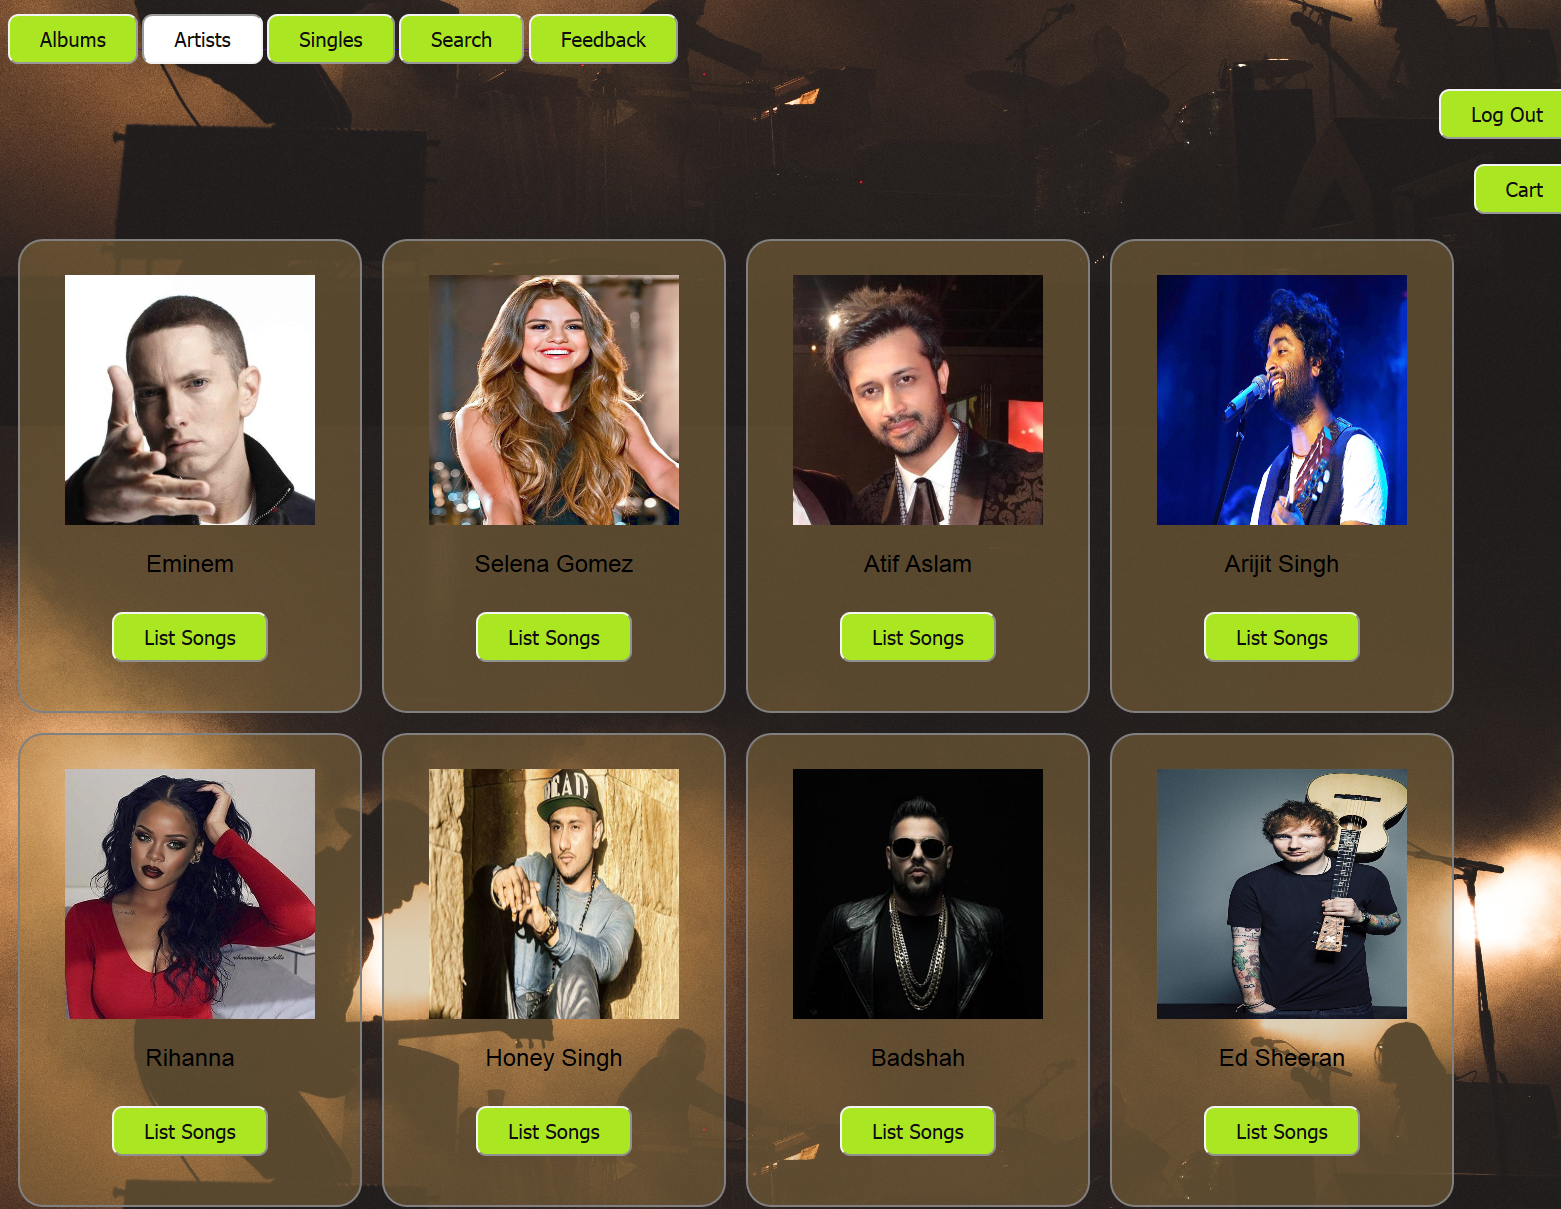 Albums Artists Singles Search Feedback
Log Out
Cart
Eminem Selena Gomez Atif Aslam Arijit Singh
List Songs List Songs List Songs List Songs
Rihanna Honey Singh Badshah Ed Sheeran
List Songs List Songs List Songs List Songs